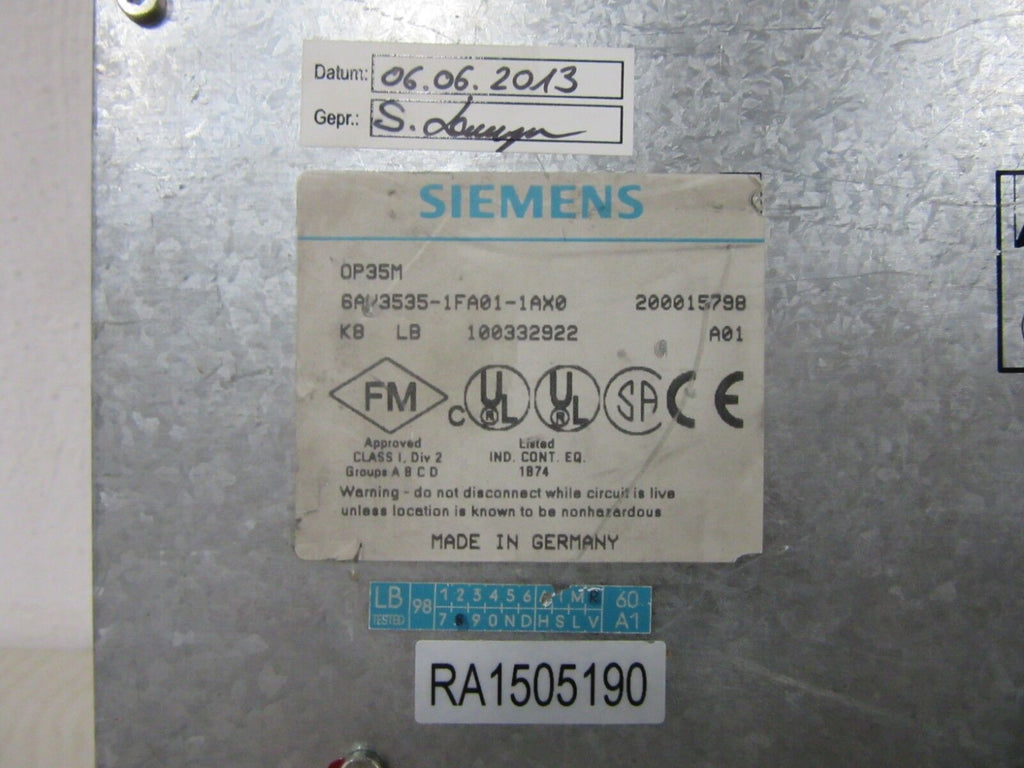 Datum: 06.06.2013
Gepr.: S.
SIEMENS
OP35M
6AV3535-1FA01-1AX0 200015798
K8 LB 100332922 A01
FM C UL R UL R SA CE
Approved Listed
CLASS I, Div 2 IND. CONT. EQ.
Groups A B C D 1B74
Warning - do not disconnect while circuit is live
unless location is known to be nonhazardous
MADE IN GERMANY
LB 98 1 2 3 4 5 6 I M R 60
TESTED 7 9 0 N D H S L V A1
RA1505190